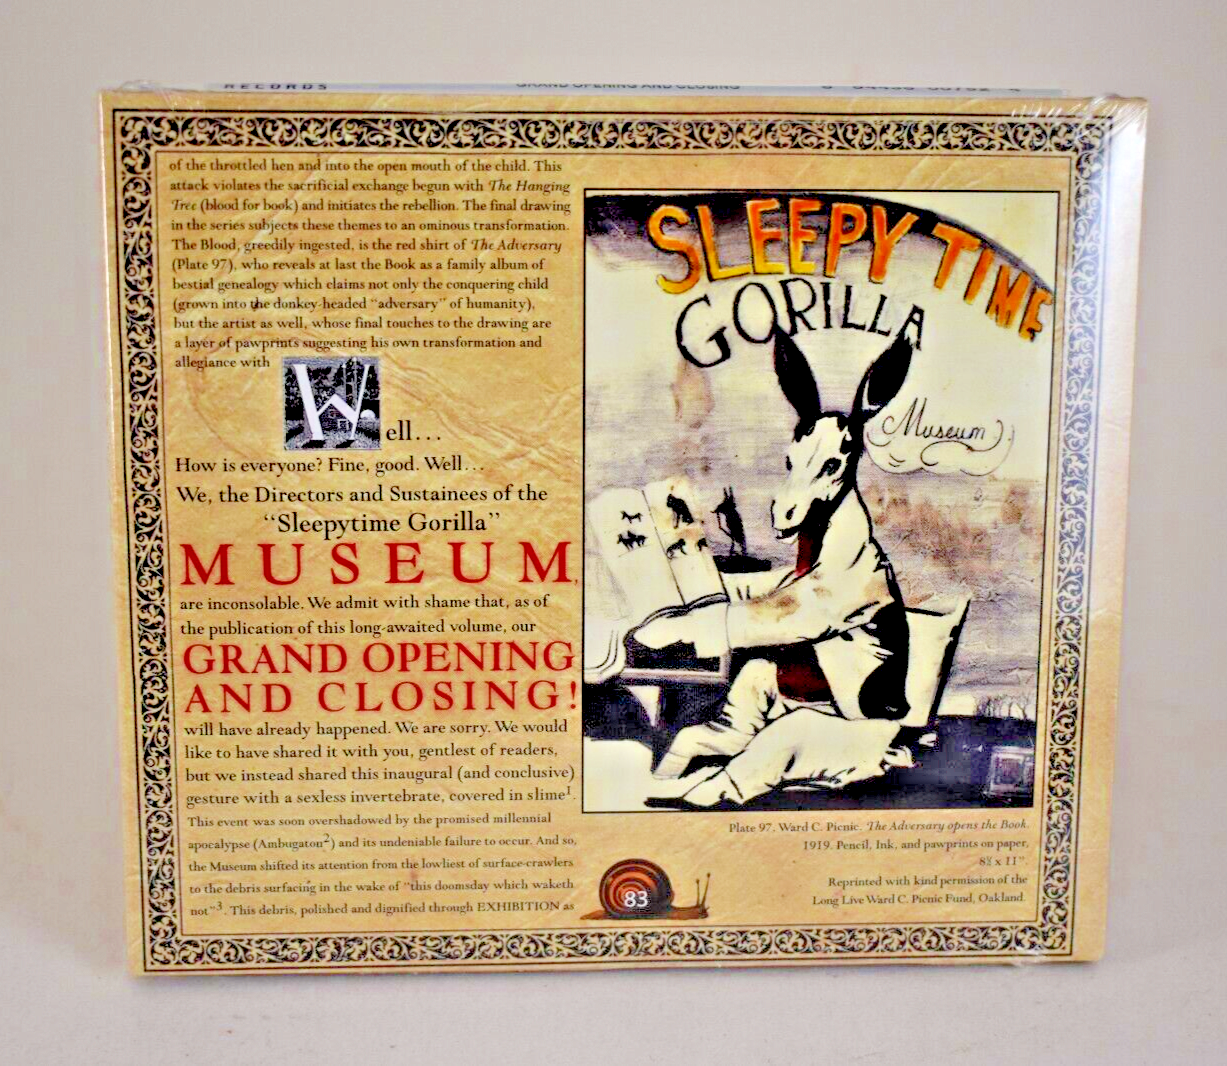 RECORDS
GRAND OPENING AND CLOSING
of the throttled hen and into the open mouth of the child. This
attack violates the sacrificial exchange begun with The Hanging
Tree (blood for book) and initiates the rebellion. The final drawing
in the series subjects these themes to an ominous transformation.
The Blood, greedily ingested, is the red shirt of The Adversary
(Plate 97), who reveals at last the Book as a family album of
bestial genealogy which claims not only the conquering child
(grown into the donkey-headed “adversary” of humanity),
but the artist as well, whose final touches to the drawing are
a layer of pawprints suggesting his own transformation and
allegiance with
Well...
How is everyone? Fine, good. Well...
We, the Directors and Sustainees of the
“Sleepytime Gorilla”
MUSEUM,
are inconsolable. We admit with shame that, as of
the publication of this long-awaited volume, our
GRAND OPENING
AND CLOSING!
will have already happened. We are sorry. We would
like to have shared it with you, gentlest of readers,
but we instead shared this inaugural (and conclusive)
gesture with a sexless invertebrate, covered in slime1.
This event was soon overshadowed by the promised millennial
apocalypse (Ambugaton2) and its undeniable failure to occur. And so,
the Museum shifted its attention from the lowliest of surface-crawlers
to the debris surfacing in the wake of “this doomsday which waketh
not”3. This debris, polished and dignified through EXHIBITION as
SLEEPY TIME
GORILLA
Museum
Plate 97. Ward C. Picnic. The Adversary opens the Book.
1919. Pencil, Ink, and pawprints on paper,
x 11”.
Reprinted with kind permission of the
Long Live Ward C. Picnic Fund, Oakland.
83